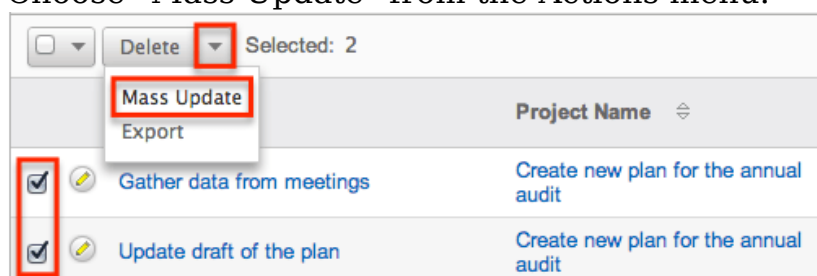 Choose "Mass Update" from the Actions menu.
Delete Selected: 2
Mass Update
Export
Project Name
Gather data from meetings
Create new plan for the annual
audit
Update draft of the plan
Create new plan for the annual
audit